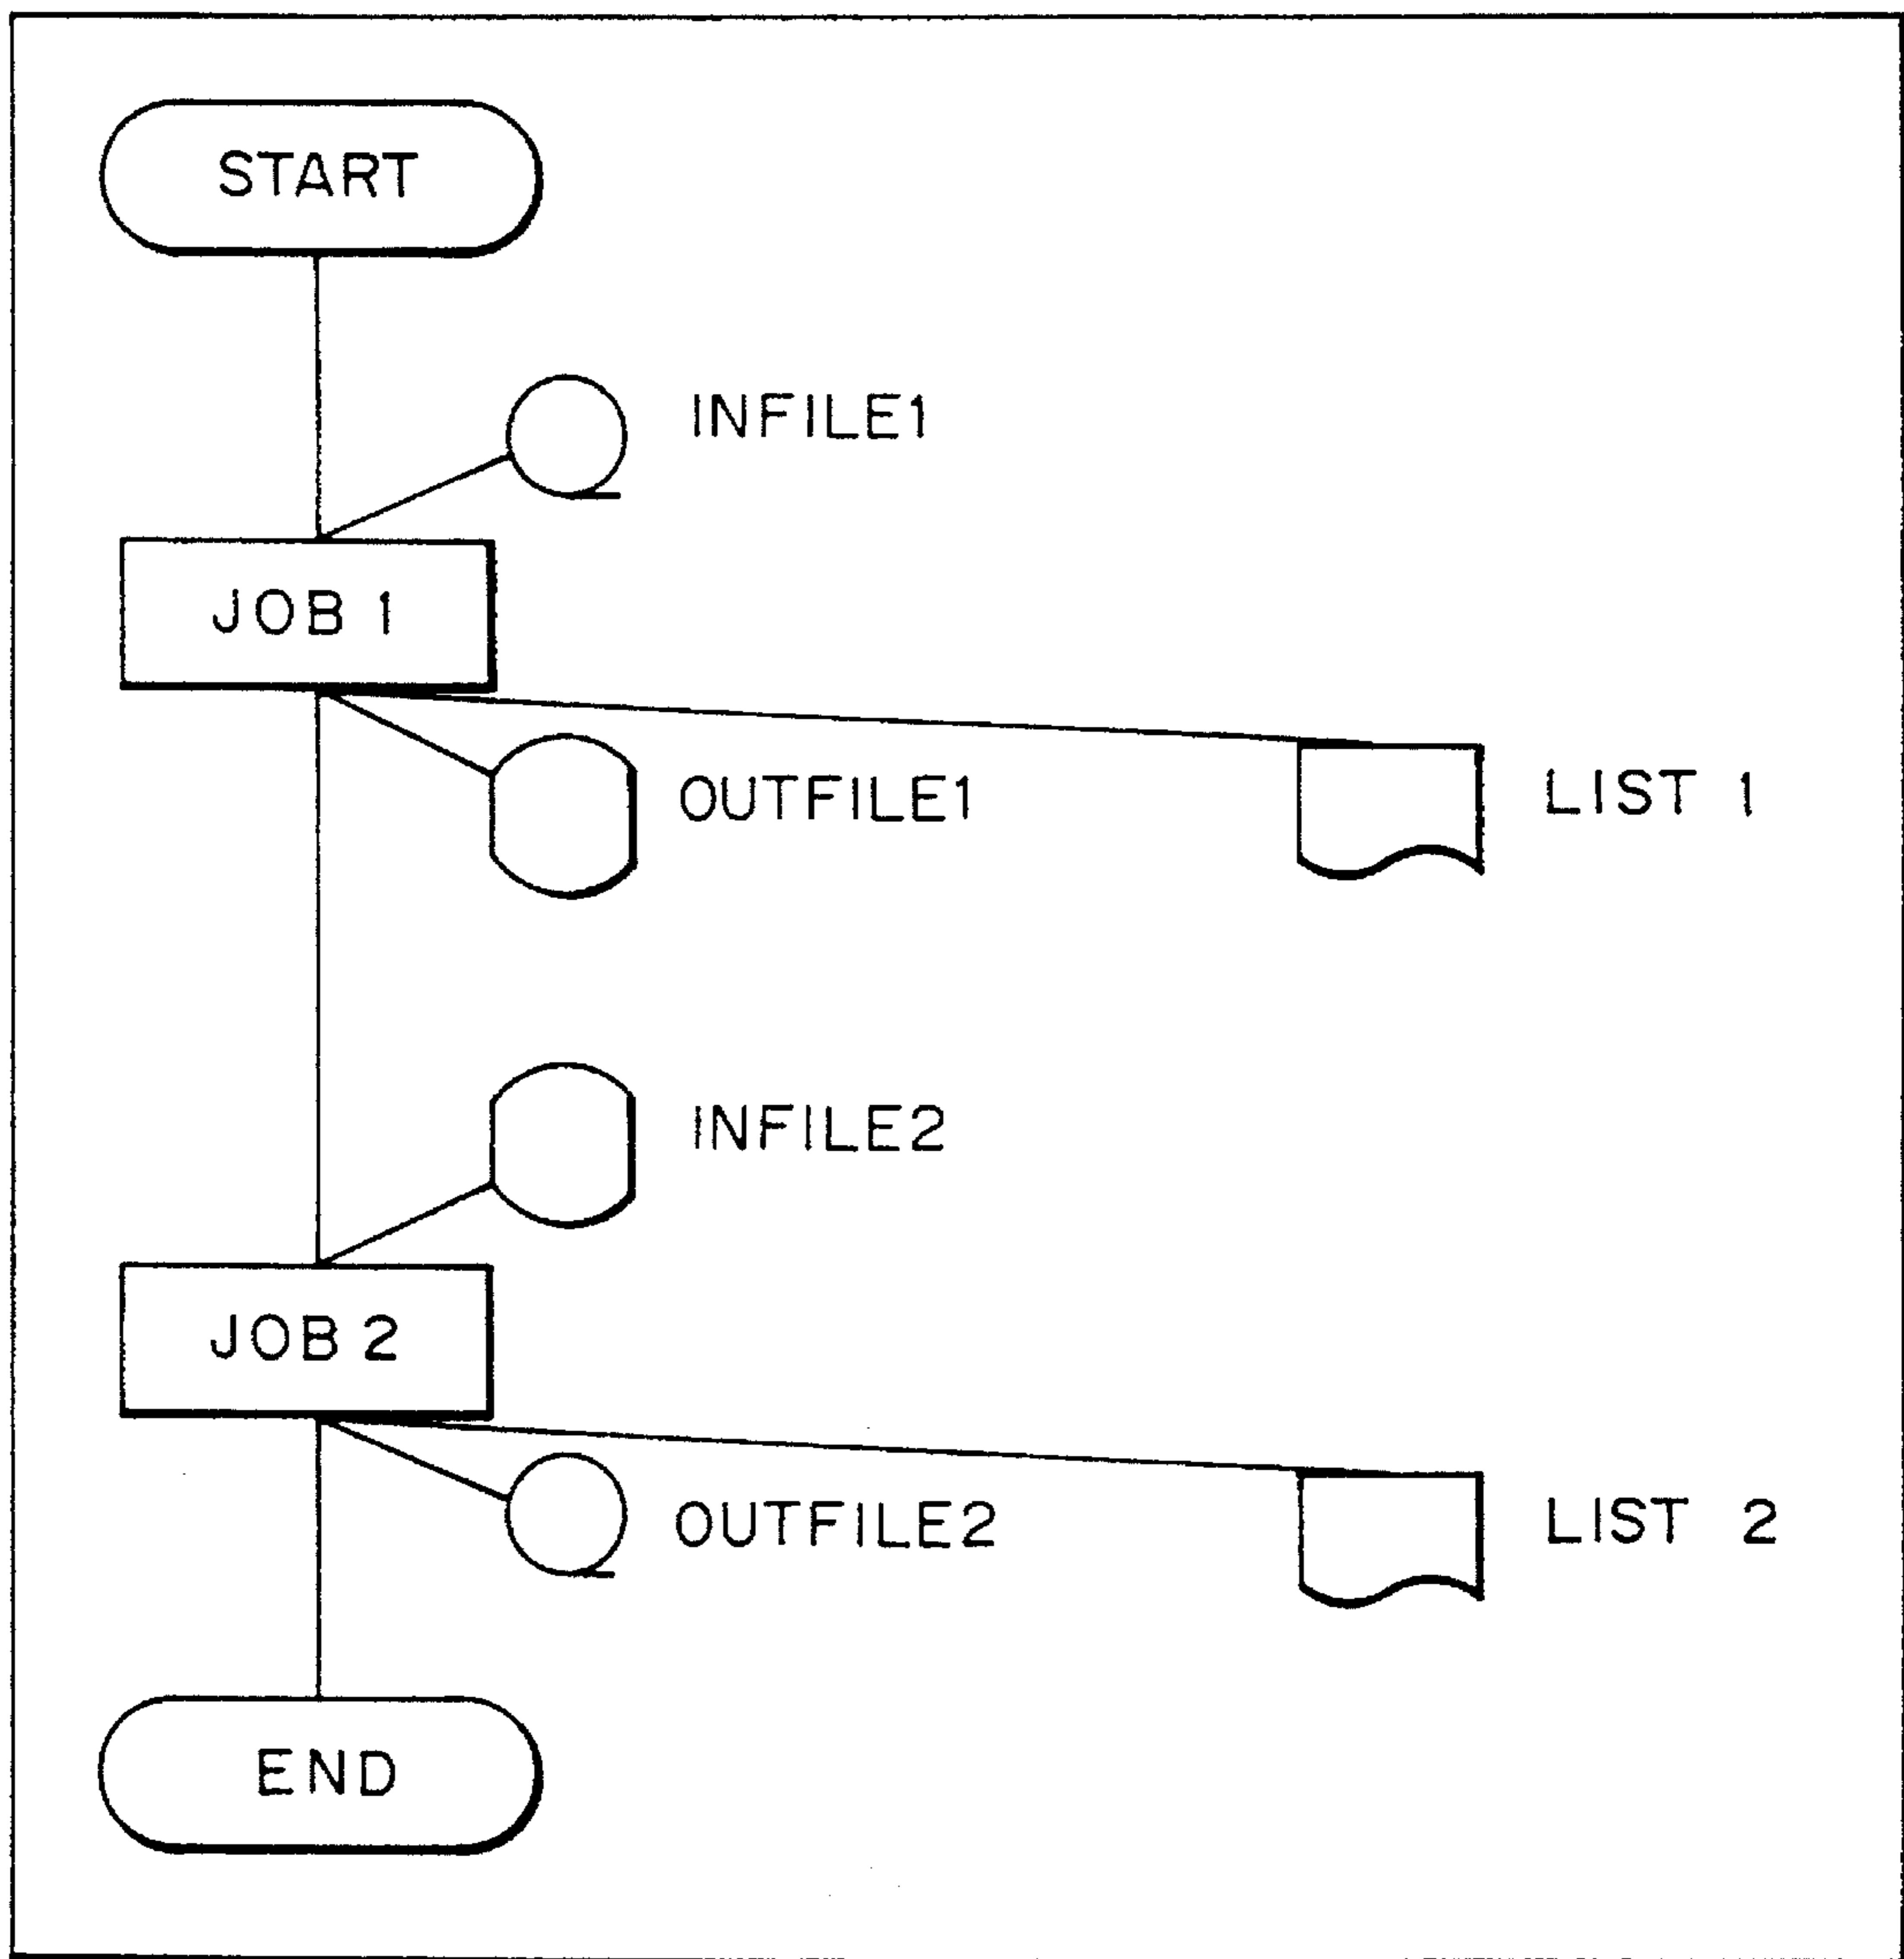 START
INFILE1
JOB 1
OUTFILE1
LIST 1
INFILE2
JOB 2
OUTFILE2
LIST 2
END